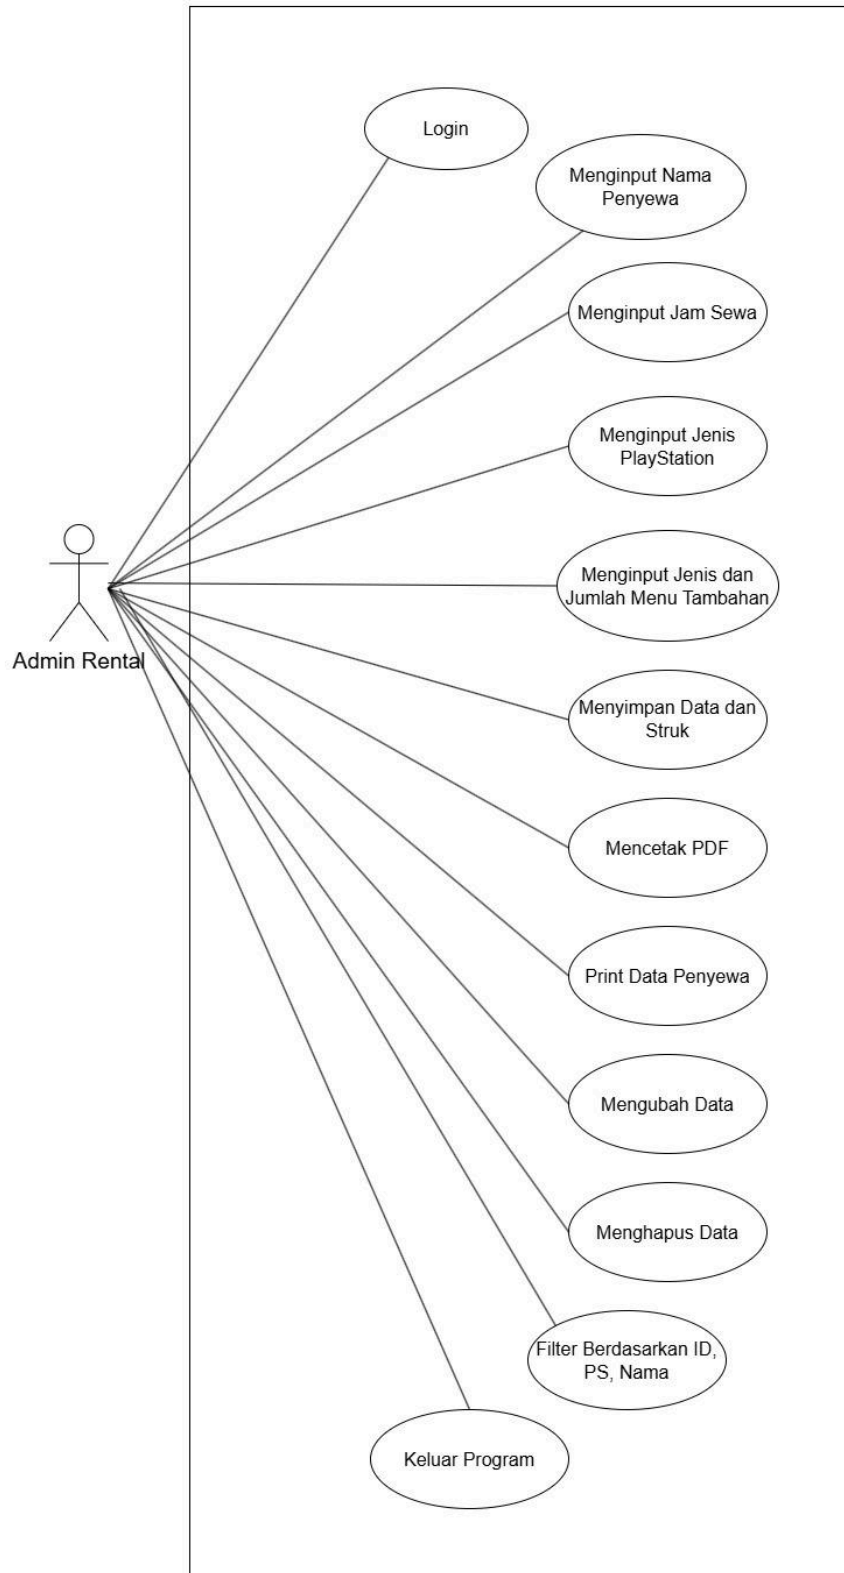 Login
Menginput Nama
Penyewa
Menginput Jam Sewa
Menginput Jenis
PlayStation
Menginput Jenis dan
Jumlah Menu Tambahan
Admin Rental
Menyimpan Data dan
Struk
Mencetak PDF
Print Data Penyewa
Mengubah Data
Menghapus Data
Filter Berdasarkan ID,
PS, Nama
Keluar Program